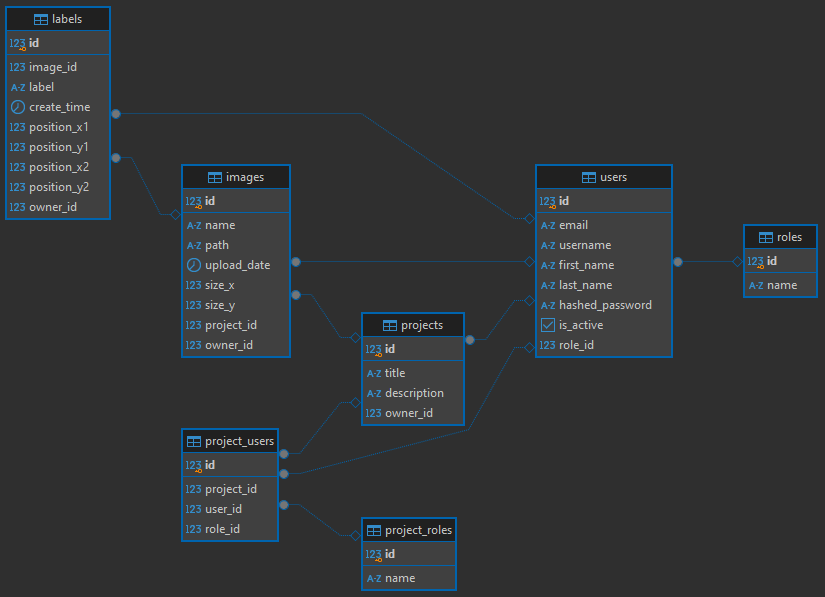 labels
123 id
123 image_id
A-Z label
create_time
123 position_x1
123 position_y1
123 position_x2
123 position_y2
123 owner_id
images
123 id
A-Z name
A-Z path
upload_date
123 size_x
123 size_y
123 project_id
123 owner_id
users
123 id
A-Z email
A-Z username
A-Z first_name
A-Z last_name
A-Z hashed_password
is_active
123 role_id
roles
123 id
A-Z name
projects
123 id
A-Z title
A-Z description
123 owner_id
project_users
123 id
123 project_id
123 user_id
123 role_id
project_roles
123 id
A-Z name